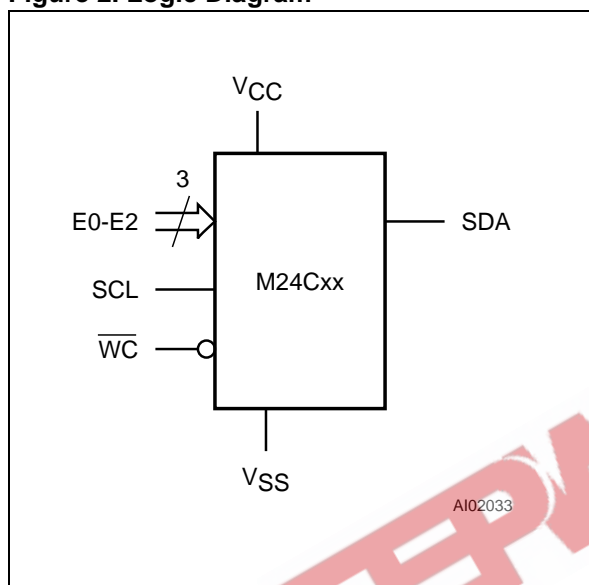 Figure 2. Logic Diagram
VCC
3
E0-E2
SDA
SCL
M24Cxx
WC
VSS
AI02033